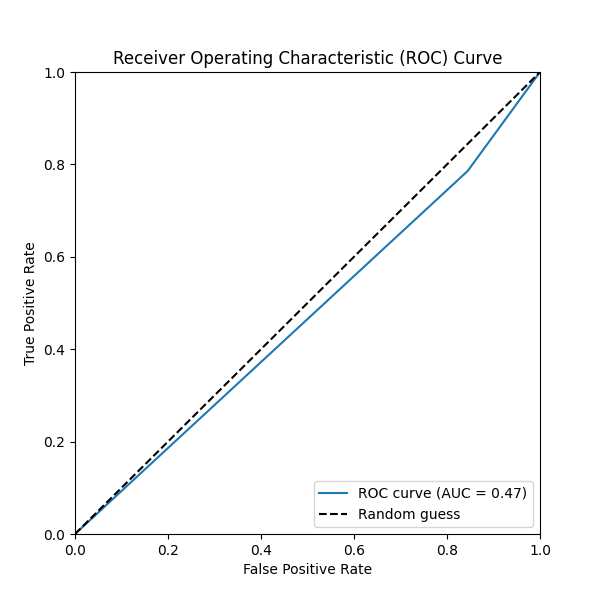 Receiver Operating Characteristic (ROC) Curve
1.0
0.8
0.6
0.4
0.2
0.0
True Positive Rate
ROC curve (AUC = 0.47)
Random guess
0.0 0.2 0.4 0.6 0.8 1.0
False Positive Rate